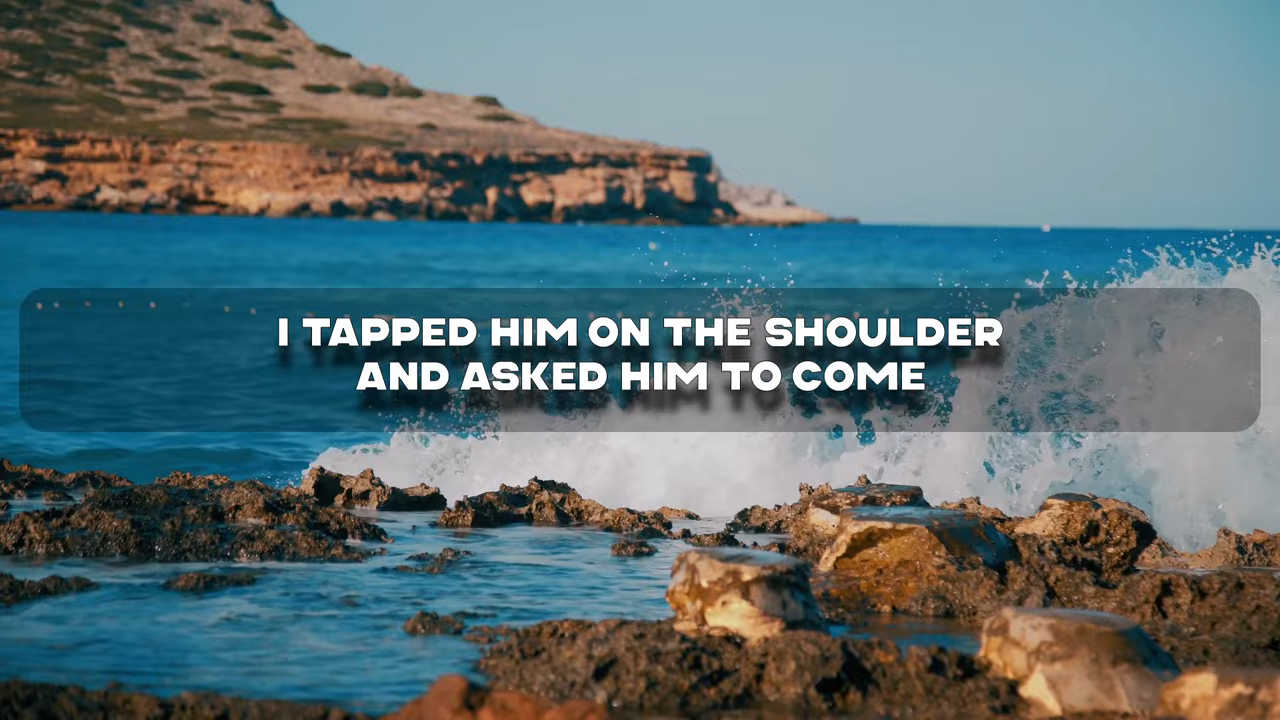 I TAPPED HIM ON THE SHOULDER
AND ASKED HIM TO COME